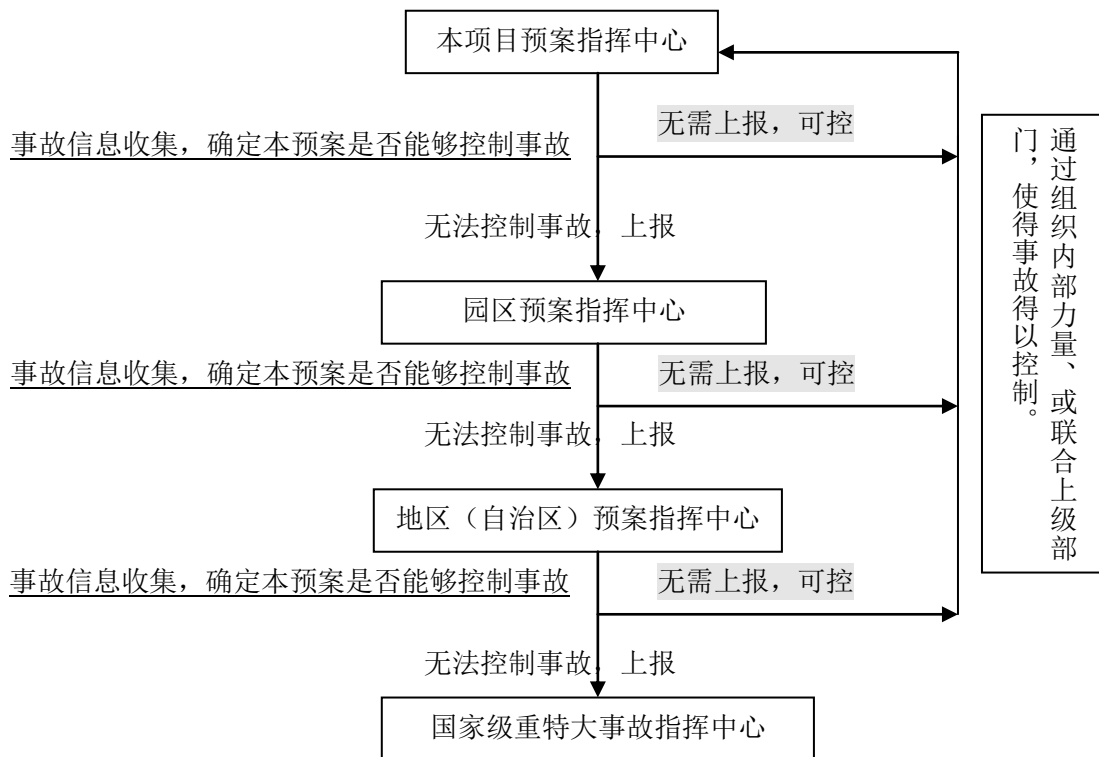 本项目预案指挥中心
无需上报，可控
事故信息收集，确定本预案是否能够控制事故
无法控制事故，上报
园区预案指挥中心
事故信息收集，确定本预案是否能够控制事故
无需上报，可控
无法控制事故，上报
地区（自治区）预案指挥中心
事故信息收集，确定本预案是否能够控制事故
无需上报，可控
无法控制事故，上报
国家级重特大事故指挥中心
通过组织内部力量、或联合上级部
门，使得事故得以控制。